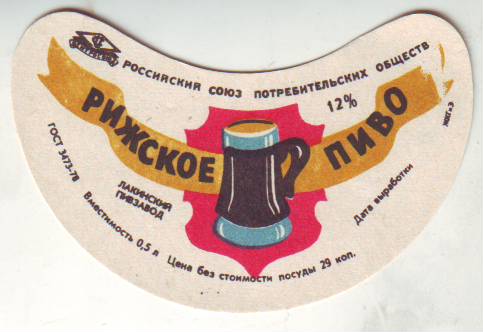 РОССИЙСКИЙ СОЮЗ ПОТРЕБИТЕЛЬСКИХ ОБЩЕСТВ
12%
РИЖСКОЕ ПИВО
ГОСТ 3473-78
ЛАКИНСКИЙ
ПИВЗАВОД
Дата выработки
Вместимость 0,5 л Цена без стоимости посуды 29 коп.